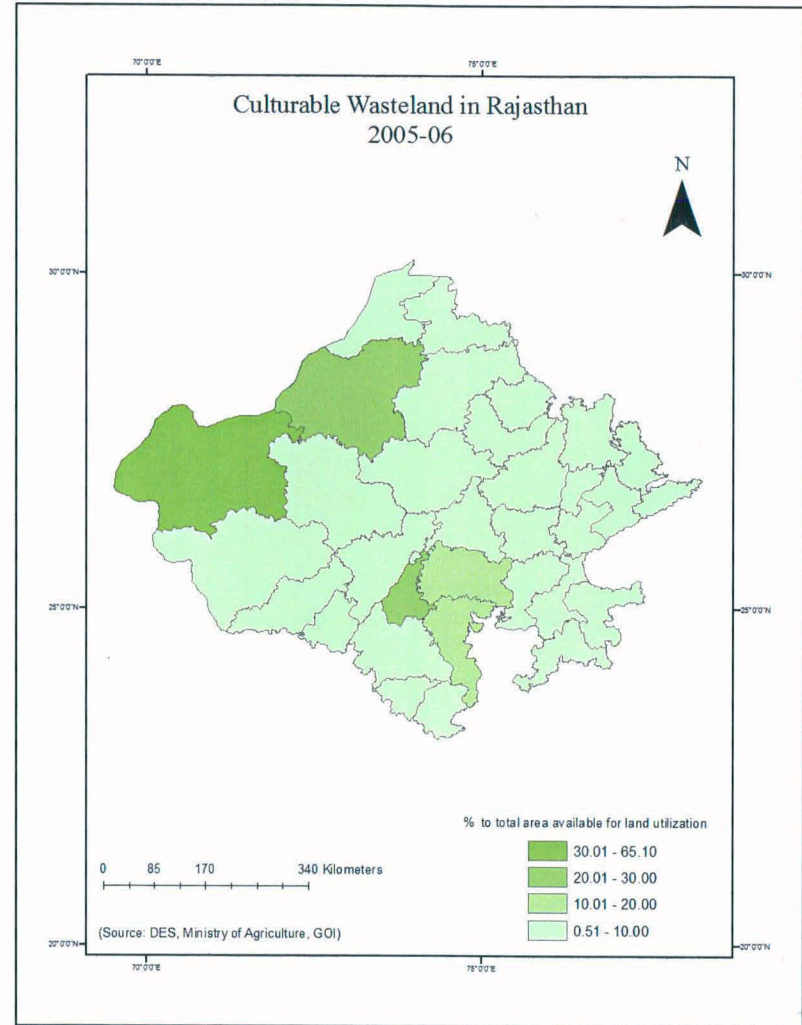 70°0'0"E 75°0'0"E
Culturable Wasteland in Rajasthan
2005-06
N
30°0'0"N 30°0'0"N
25°0'0"N 25°0'0"N
% to total area available for land utilization
30.01 - 65.10
20.01 - 30.00
10.01 - 20.00
0.51 - 10.00
0 85 170 340 Kilometers
(Source: DES, Ministry of Agriculture, GOI)
20°0'0"N 20°0'0"N
70°0'0"E 75°0'0"E